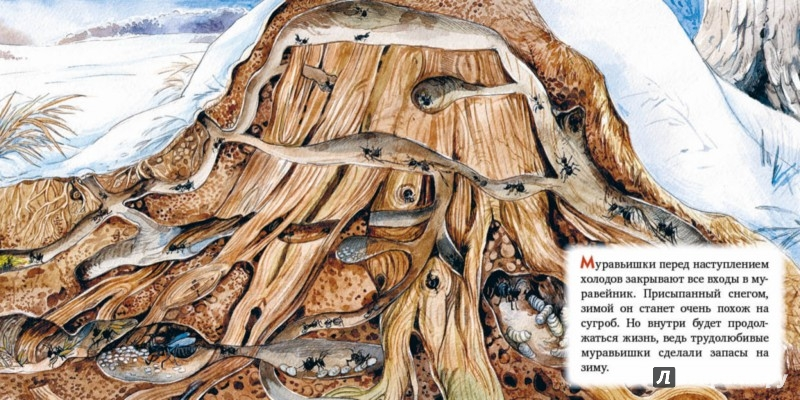 Муравьишки перед наступлением
холодов закрывают все входы в му-
равейник. Присыпанный снегом,
зимой он станет очень похож на
сугроб. Но внутри будет продол-
жаться жизнь, ведь трудолюбивые
муравьишки сделали запасы на
зиму.
Л